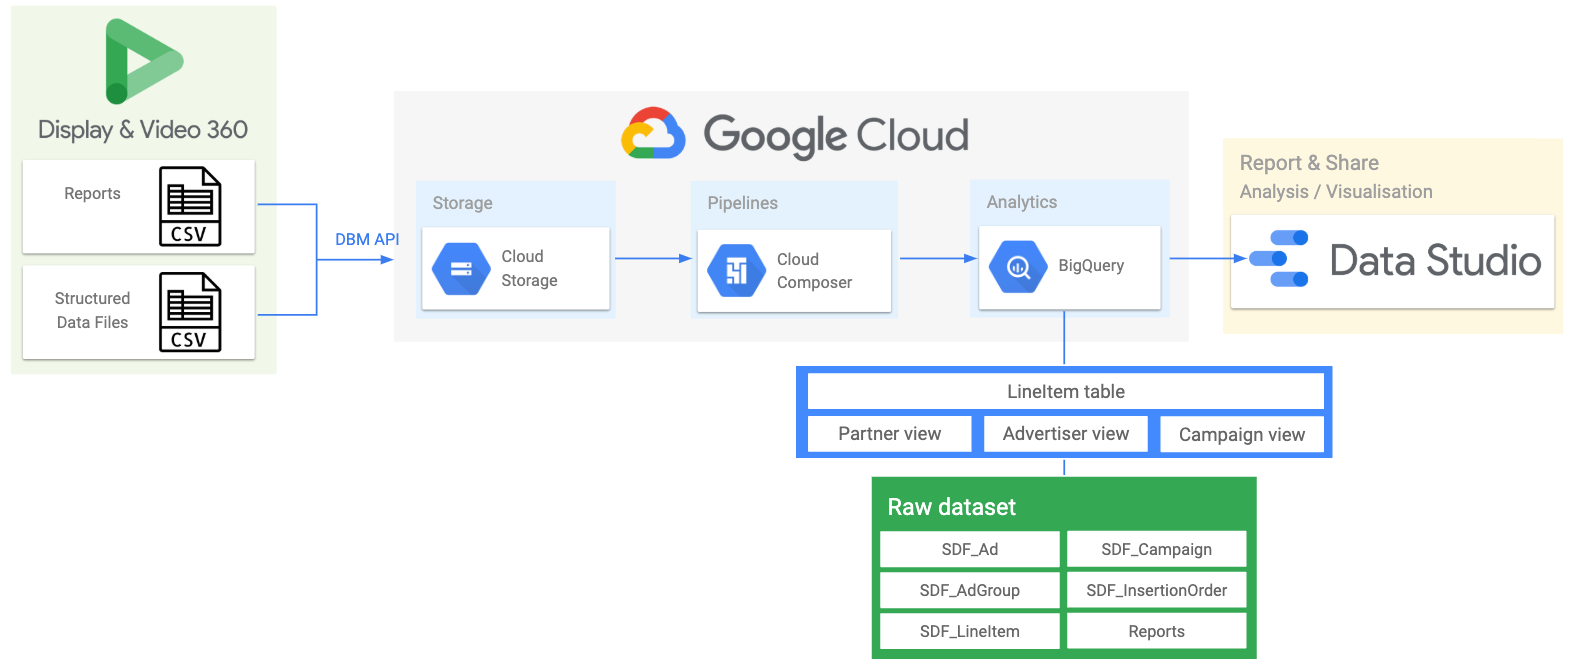 Display & Video 360
Reports
CSV
Structured
Data Files
CSV
DBM API
Google Cloud
Storage
Cloud
Storage
Pipelines
Cloud
Composer
Analytics
BigQuery
Report & Share
Analysis / Visualisation
Data Studio
LineItem table
Partner view
Advertiser view
Campaign view
Raw dataset
SDF_Ad
SDF_Campaign
SDF_AdGroup
SDF_InsertionOrder
SDF_LineItem
Reports